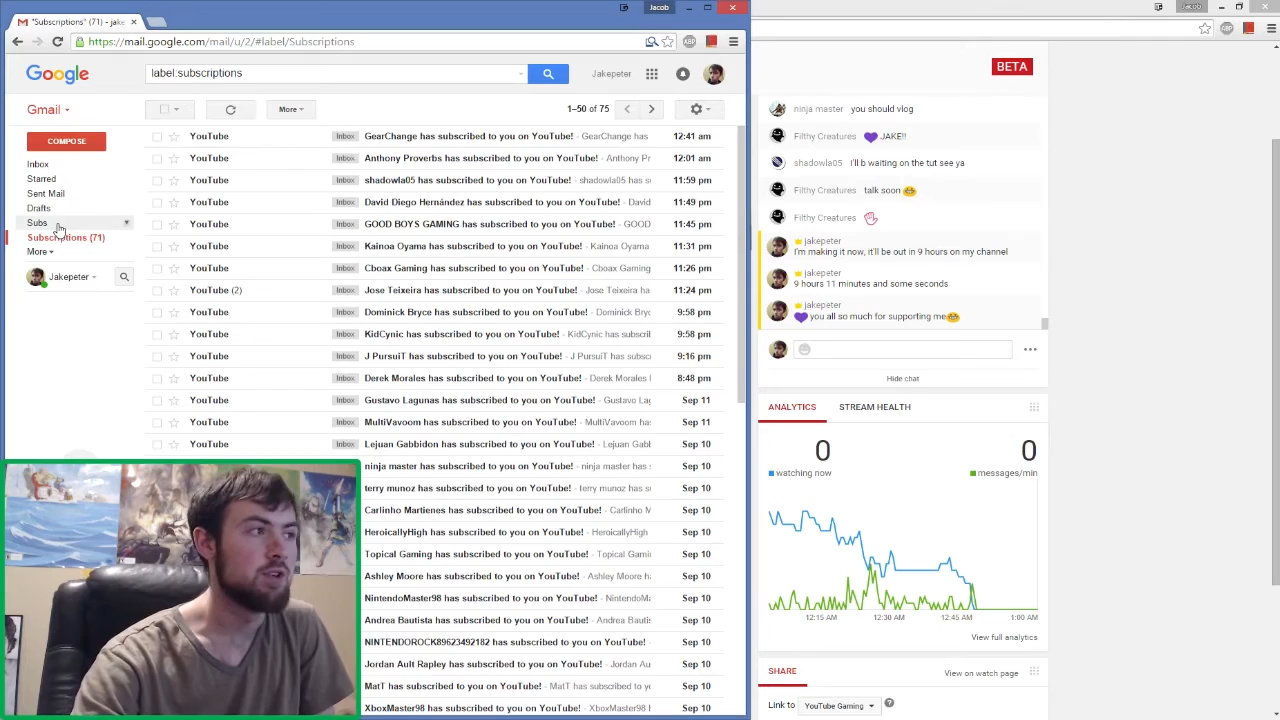 "Subscriptions" (71) - jake
Jacob
https://mail.google.com/mail/u/2/#label/Subscriptions
ABP
Google
label:subscriptions
Jakepeter
Gmail
More
1–50 of 75
COMPOSE
Inbox
Starred
Sent Mail
Drafts
Subs
Subscriptions (71)
More
Jakepeter
YouTube Inbox GearChange has subscribed to you on YouTube! - GearChange has 12:41 am
YouTube Inbox Anthony Proverbs has subscribed to you on YouTube! - Anthony Pr 12:01 am
YouTube Inbox shadowla05 has subscribed to you on YouTube! - shadowla05 has 11:59 pm
YouTube Inbox David Diego Hernández has subscribed to you on YouTube! - David 11:49 pm
YouTube Inbox GOOD BOYS GAMING has subscribed to you on YouTube! - GOOD 11:45 pm
YouTube Inbox Kainoa Oyama has subscribed to you on YouTube! - Kainoa Oyam 11:31 pm
YouTube Inbox Cboax Gaming has subscribed to you on YouTube! - Cboax Gaming 11:26 pm
YouTube (2) Inbox Jose Teixeira has subscribed to you on YouTube! - Jose Teixeira 11:24 pm
YouTube Inbox Dominick Bryce has subscribed to you on YouTube! - Dominick Bryc 9:58 pm
YouTube Inbox KidCynic has subscribed to you on YouTube! - KidCynic has subscri 9:58 pm
YouTube Inbox J PursuiT has subscribed to you on YouTube! - J PursuiT has subs 9:16 pm
YouTube Inbox Derek Morales has subscribed to you on YouTube! - Derek Morales 8:48 pm
YouTube Inbox Gustavo Lagunas has subscribed to you on YouTube! - Gustavo Lag Sep 11
YouTube Inbox MultiVavoom has subscribed to you on YouTube! - MultiVavoom has Sep 11
YouTube Inbox Lejuan Gabbidon has subscribed to you on YouTube! - Lejuan Gabb Sep 10
ninja master has subscribed to you on YouTube! - ninja master has s Sep 10
terry munoz has subscribed to you on YouTube! - terry munoz has su Sep 10
Carlinho Martienes has subscribed to you on YouTube! - Carlinho M Sep 10
HeroicallyHigh has subscribed to you on YouTube! - HeroicallyHigh Sep 10
Topical Gaming has subscribed to you on YouTube! - Topical Gami Sep 10
Ashley Moore has subscribed to you on YouTube! - Ashley Moore ha Sep 10
NintendoMaster98 has subscribed to you on YouTube! - NintendoMa Sep 10
Andrea Bautista has subscribed to you on YouTube! - Andrea Bauti Sep 10
NINTENDOROCK89623492182 has subscribed to you on YouTube! Sep 10
Jordan Ault Rapley has subscribed to you on YouTube! - Jordan Au Sep 10
MatT has subscribed to you on YouTube! - MatT has subscribed to y Sep 10
XboxMaster98 has subscribed to you on YouTube! - XboxMaster98 h Sep 10
Jacob
ABP
BETA
ninja master you should vlog
Filthy Creatures 💜 JAKE!!
shadowla05 I'll b waiting on the tut see ya
Filthy Creatures talk soon
Filthy Creatures
jakepeter
I'm making it now, it'll be out in 9 hours on my channel
jakepeter
9 hours 11 minutes and some seconds
jakepeter
💜 you all so much for supporting me
Hide chat
ANALYTICS STREAM HEALTH
0 0
watching now messages/min
12:15 AM 12:30 AM 12:45 AM 1:00 AM
View full analytics
SHARE View on watch page
Link to YouTube Gaming ?